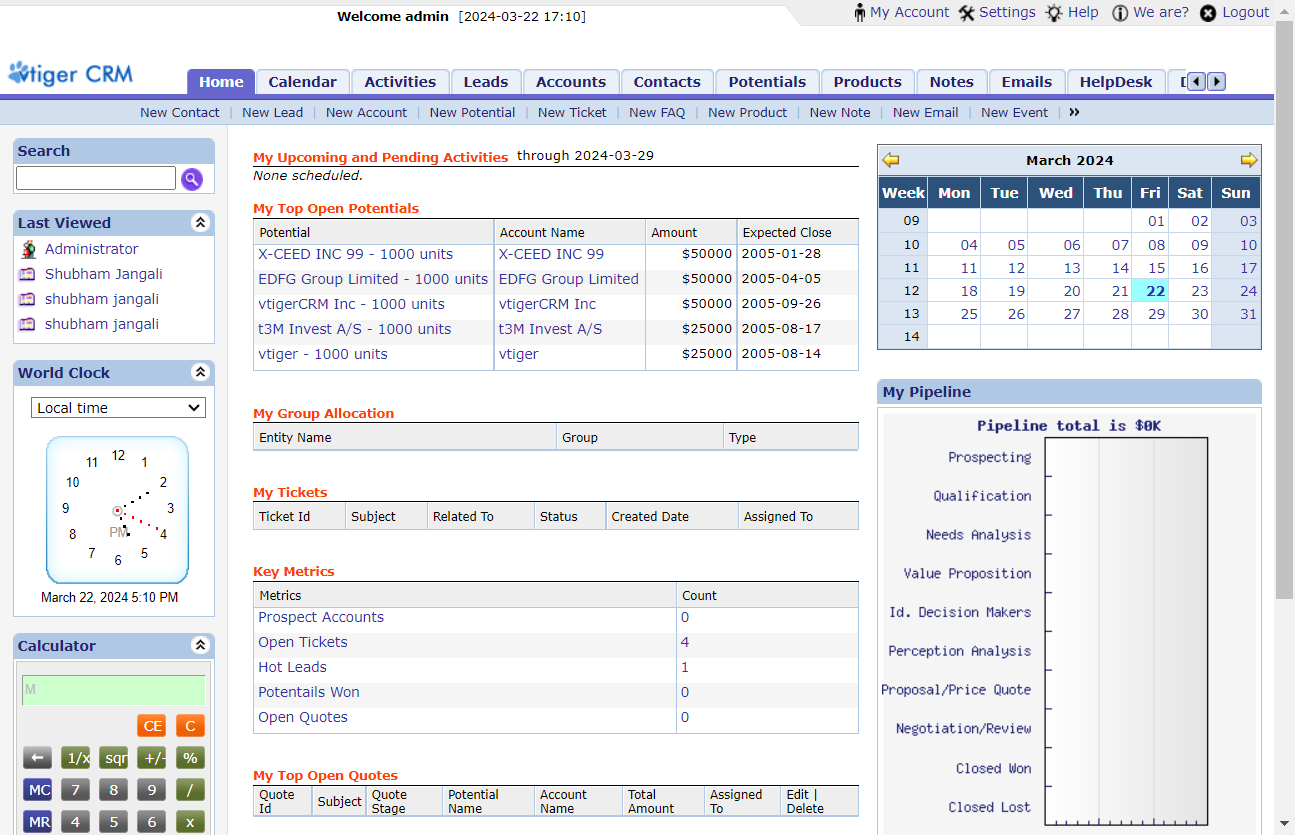 Welcome admin [2024-03-22 17:10]
My Account Settings Help We are? Logout
vtiger CRM
Home Calendar Activities Leads Accounts Contacts Potentials Products Notes Emails HelpDesk
New Contact | New Lead | New Account | New Potential | New Ticket | New FAQ | New Product | New Note | New Email | New Event | »
Search
Last Viewed
Administrator
Shubham Jangali
shubham jangali
shubham jangali
World Clock
Local time
12
11 1
10 2
9 3
PM
8 4
7 5
6
March 22, 2024 5:10 PM
Calculator
M
CE C
← 1/x sqr +/- %
MC 7 8 9 /
MR 4 5 6 x
My Upcoming and Pending Activities through 2024-03-29
None scheduled.
My Top Open Potentials
Potential Account Name Amount Expected Close
X-CEED INC 99 - 1000 units X-CEED INC 99 $50000 2005-01-28
EDFG Group Limited - 1000 units EDFG Group Limited $50000 2005-04-05
vtigerCRM Inc - 1000 units vtigerCRM Inc $50000 2005-09-26
t3M Invest A/S - 1000 units t3M Invest A/S $25000 2005-08-17
vtiger - 1000 units vtiger $25000 2005-08-14
My Group Allocation
Entity Name Group Type
My Tickets
Ticket Id Subject Related To Status Created Date Assigned To
Key Metrics
Metrics Count
Prospect Accounts 0
Open Tickets 4
Hot Leads 1
Potentails Won 0
Open Quotes 0
My Top Open Quotes
Quote Id Subject Quote Stage Potential Name Account Name Total Amount Assigned To Edit | Delete
March 2024
Week Mon Tue Wed Thu Fri Sat Sun
09 01 02 03
10 04 05 06 07 08 09 10
11 11 12 13 14 15 16 17
12 18 19 20 21 22 23 24
13 25 26 27 28 29 30 31
14
My Pipeline
Pipeline total is $0K
Prospecting
Qualification
Needs Analysis
Value Proposition
Id. Decision Makers
Perception Analysis
Proposal/Price Quote
Negotiation/Review
Closed Won
Closed Lost